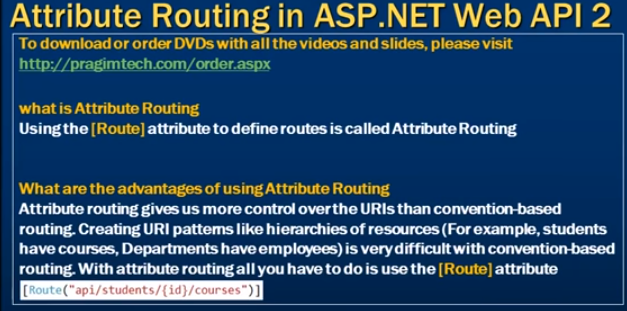 Attribute Routing in ASP.NET Web API 2
To download or order DVDs with all the videos and slides, please visit
http://pragimtech.com/order.aspx
what is Attribute Routing
Using the [Route] attribute to define routes is called Attribute Routing
What are the advantages of using Attribute Routing
Attribute routing gives us more control over the URIs than convention-based
routing. Creating URI patterns like hierarchies of resources (For example, students
have courses, Departments have employees) is very difficult with convention-based
routing. With attribute routing all you have to do is use the [Route] attribute
[Route("api/students/{id}/courses")]